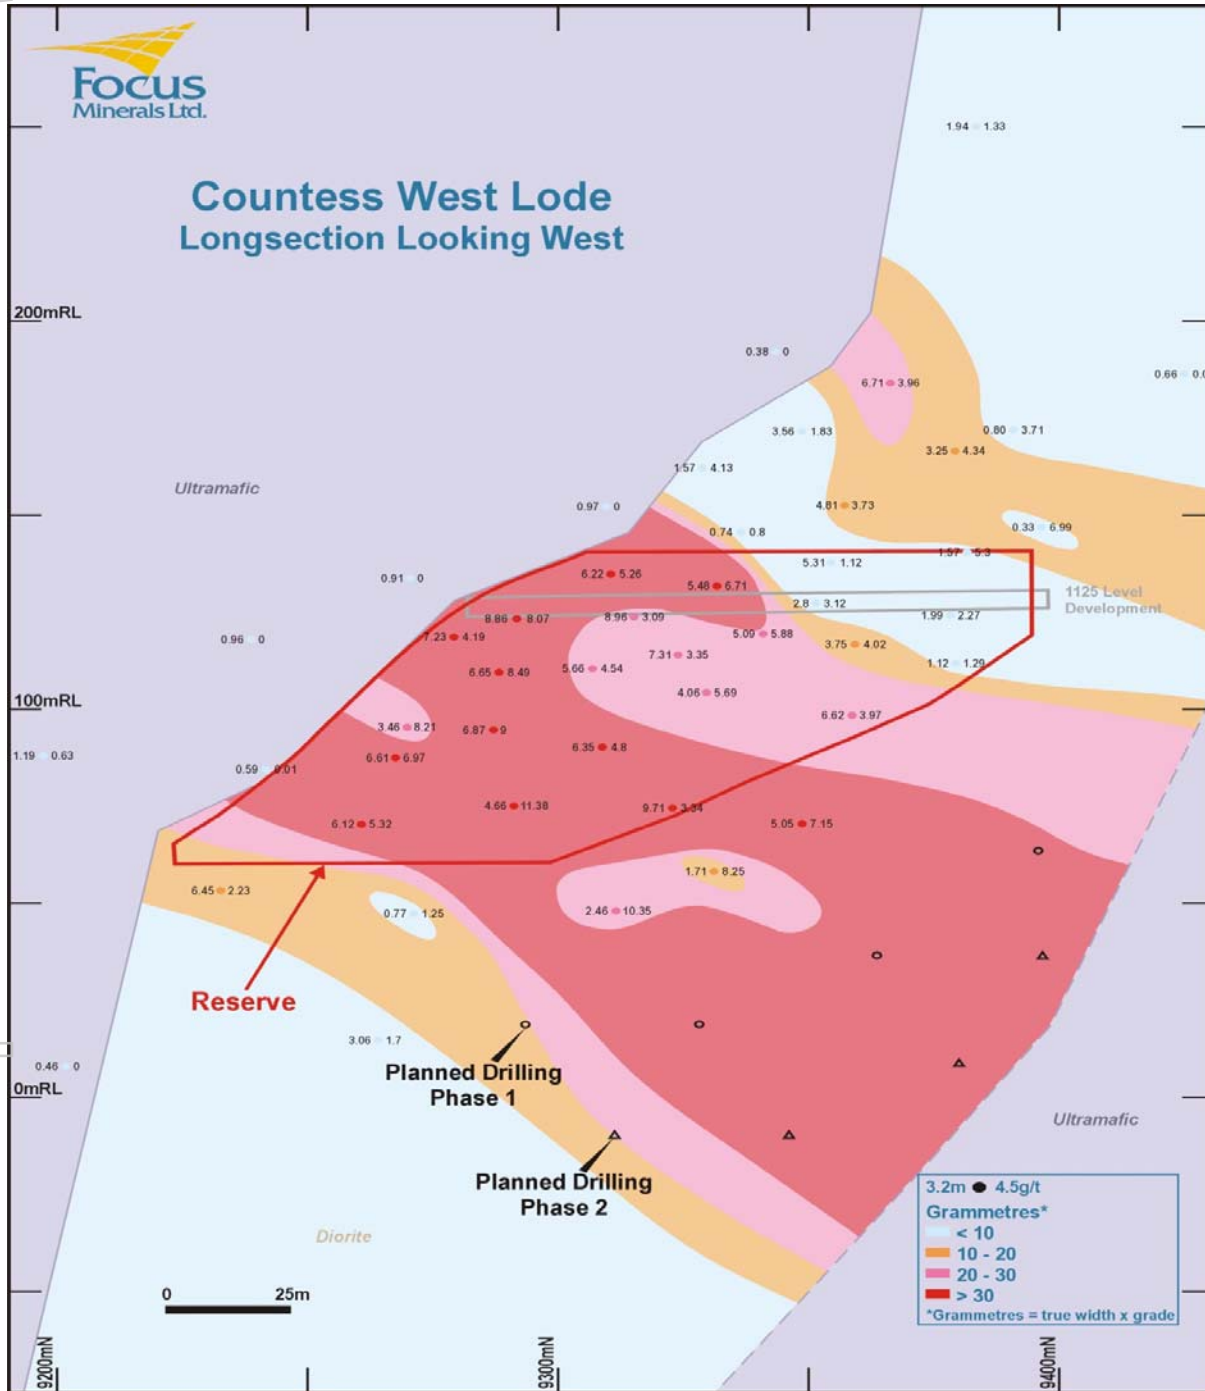 Focus
Minerals Ltd.
Countess West Lode
Longsection Looking West
1.94 1.33
200mRL
0.38 0
0.66
6.71 3.96
3.56 1.83
0.80 3.71
3.25 4.34
1.57 4.13
Ultramafic
0.97 0
4.81 3.73
0.33 6.99
0.74 0.8
1.57 5.3
5.31 1.12
6.22 5.26
0.91 0
5.48 6.71
1125 Level
Development
2.8 3.12
8.86 8.07
8.96 3.09
1.99 2.27
7.23 4.19
0.96 0
5.09 5.88
3.75 4.02
7.31 3.35
1.12 1.29
5.66 4.54
6.65 8.49
4.06 5.69
100mRL
6.62 3.97
3.46 8.21
6.87 9
6.35 4.8
1.19 0.63
6.61 6.97
0.59 0.01
4.66 11.38
9.71 3.34
6.12 5.32
5.05 7.15
1.71 8.25
6.45 2.23
2.46 10.35
0.77 1.25
Reserve
3.06 1.7
0.46 0
Planned Drilling
Phase 1
0mRL
Ultramafic
Planned Drilling
Phase 2
3.2m 4.5g/t
Grammetres*
< 10
10 - 20
20 - 30
> 30
*Grammetres = true width x grade
Diorite
0 25m
9200mN
9300mN
9400mN